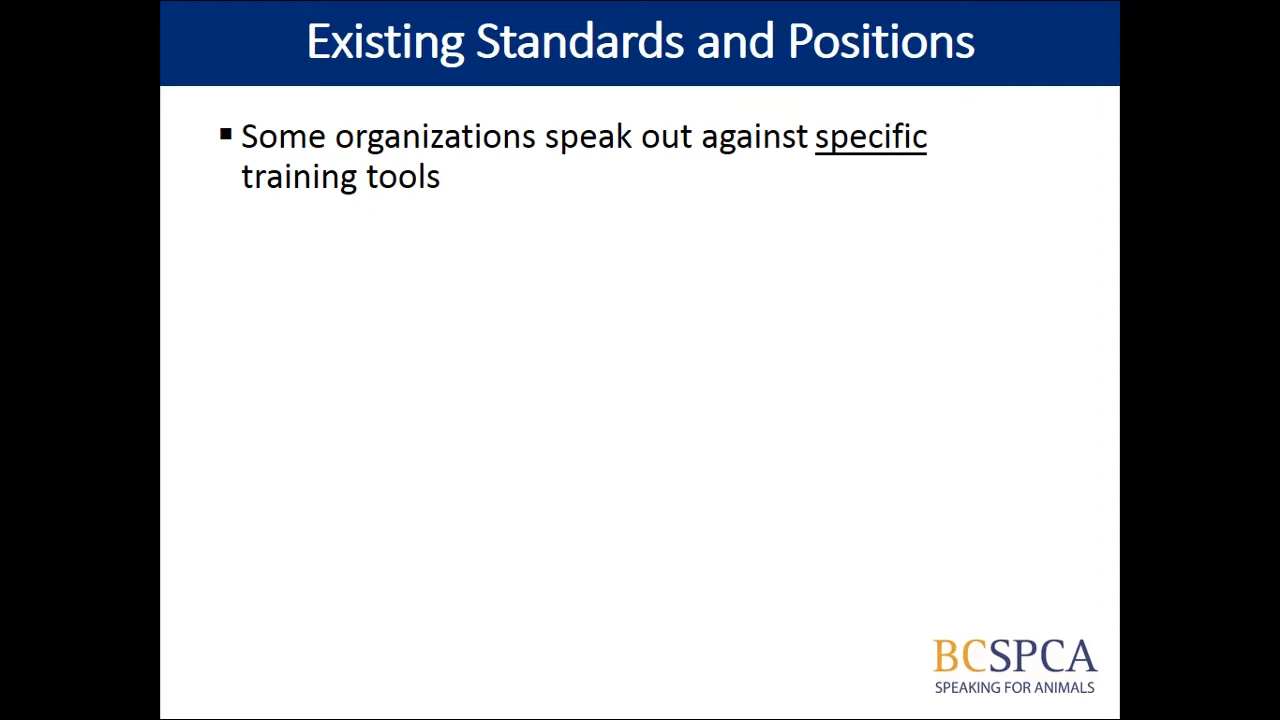 Existing Standards and Positions
▪ Some organizations speak out against specific
training tools
BCSPCA
SPEAKING FOR ANIMALS